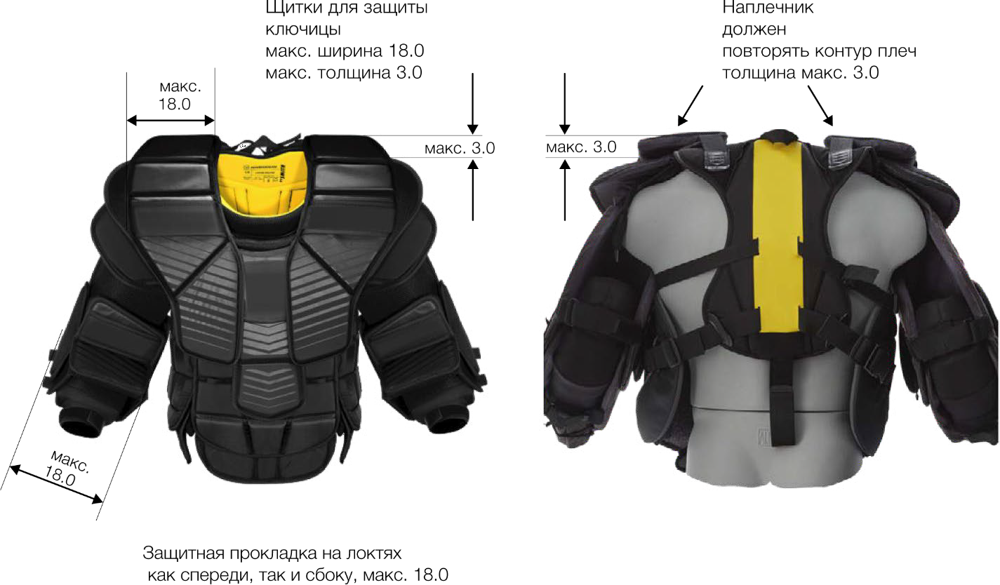 Щитки для защиты
ключицы
макс. ширина 18.0
макс. толщина 3.0
Наплечник
должен
повторять контур плеч
толщина макс. 3.0
макс.
18.0
макс. 3.0
макс. 3.0
макс.
18.0
Защитная прокладка на локтях
как спереди, так и сбоку, макс. 18.0